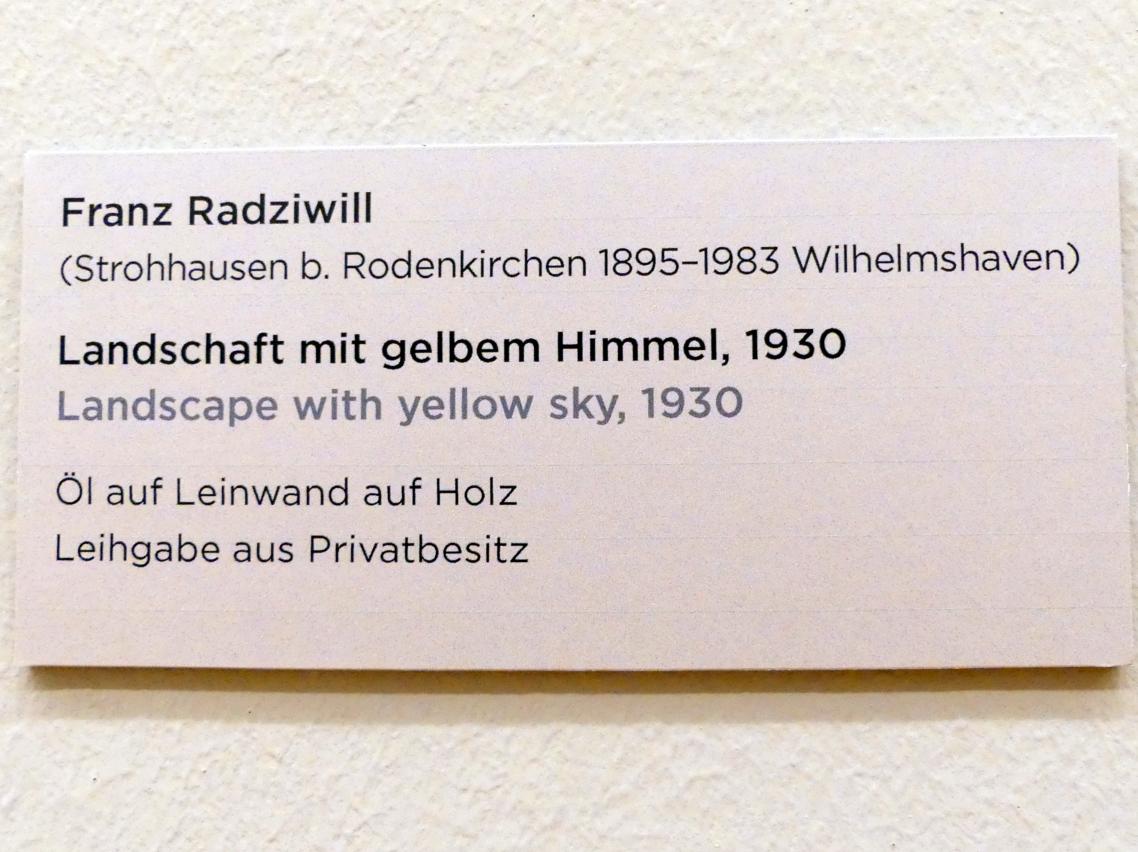 Franz Radziwill
(Strohhausen b. Rodenkirchen 1895–1983 Wilhelmshaven)
Landschaft mit gelbem Himmel, 1930
Landscape with yellow sky, 1930
Öl auf Leinwand auf Holz
Leihgabe aus Privatbesitz